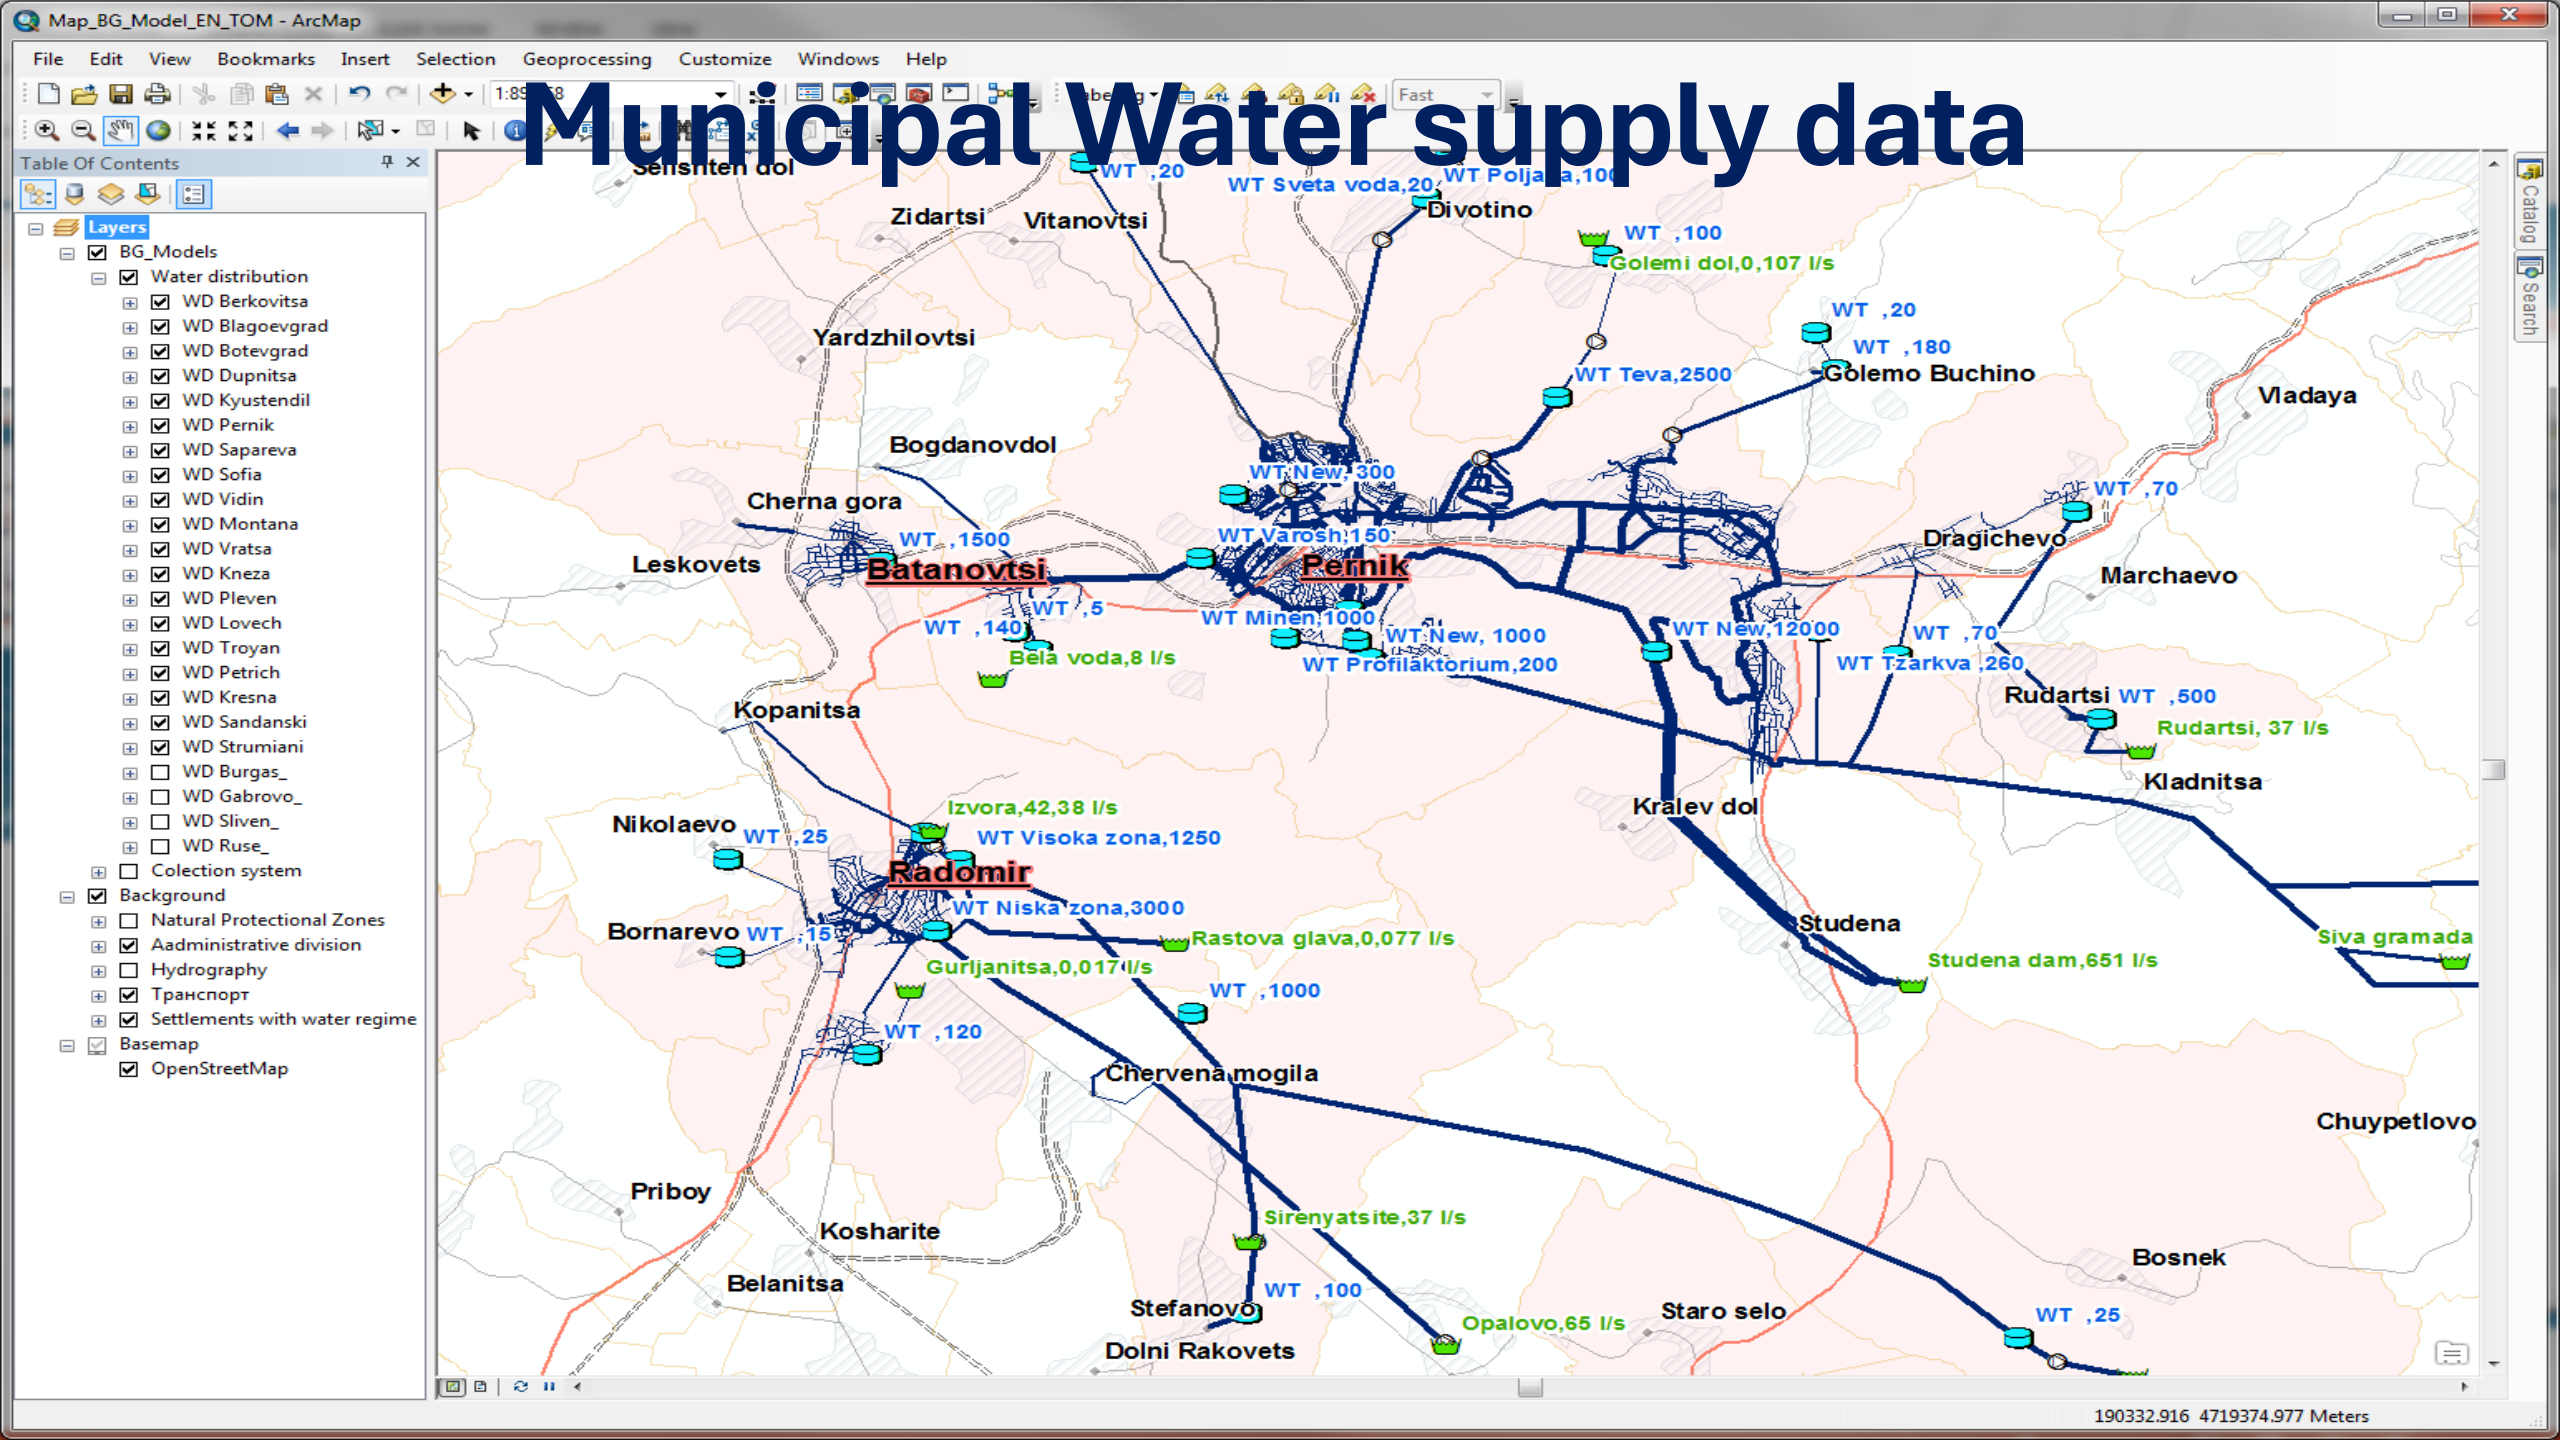 Map_BG_Model_EN_TOM - ArcMap
File Edit View Bookmarks Insert Selection Geoprocessing Customize Windows Help
Fast
Municipal Water supply data
Table Of Contents
Layers
BG_Models
Water distribution
WD Berkovitsa
WD Blagoevgrad
WD Botevgrad
WD Dupnitsa
WD Kyustendil
WD Pernik
WD Sapareva
WD Sofia
WD Vidin
WD Montana
WD Vratsa
WD Kneza
WD Pleven
WD Lovech
WD Troyan
WD Petrich
WD Kresna
WD Sandanski
WD Strumiani
WD Burgas_
WD Gabrovo_
WD Sliven_
WD Ruse_
Colection system
Background
Natural Protectional Zones
Aadministrative division
Hydrography
Транспорт
Settlements with water regime
Basemap
OpenStreetMap
Selishten dol
WT ,20
WT Sveta voda,20
Divotino
Zidartsi
Vitanovtsi
WT ,100
Golemi dol,0,107 l/s
WT ,20
WT ,180
Golemo Buchino
Yardzhilovtsi
WT Teva,2500
Vladaya
Bogdanovdol
WT New, 300
Cherna gora
WT ,70
WT ,1500
WT Varosh,150
Dragichevo
Leskovets
Batanovtsi
Pernik
Marchaevo
WT ,5
WT ,140
WT Minen,1000
WT New, 1000
WT New,12000
WT ,70
Bela voda,8 l/s
WT Profilaktorium,200
WT Tzarkva ,260
Rudartsi
WT ,500
Kopanitsa
Rudartsi, 37 l/s
Kladnitsa
Izvora,42,38 l/s
Kralev dol
Nikolaevo
WT ,25
WT Visoka zona,1250
Radomir
WT Niska zona,3000
Studena
Bornarevo
WT ,15
Rastova glava,0,077 l/s
Siva gramada
Gurljanitsa,0,017 l/s
Studena dam,651 l/s
WT ,1000
WT ,120
Chervena mogila
Chuypetlovo
Priboy
Sirenyatsite,37 l/s
Kosharite
Bosnek
Belanitsa
WT ,100
Stefanovo
Staro selo
WT ,25
Opalovo,65 l/s
Dolni Rakovets
Catalog
Search
190332.916 4719374.977 Meters